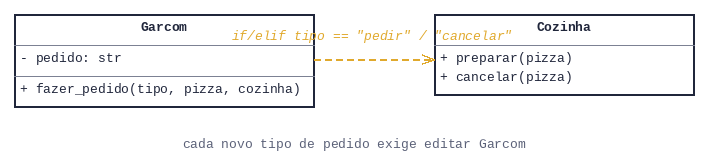 Garcom
- pedido: str
+ fazer_pedido(tipo, pizza, cozinha)
if/elif tipo == "pedir" / "cancelar"
Cozinha
+ preparar(pizza)
+ cancelar(pizza)
cada novo tipo de pedido exige editar Garcom